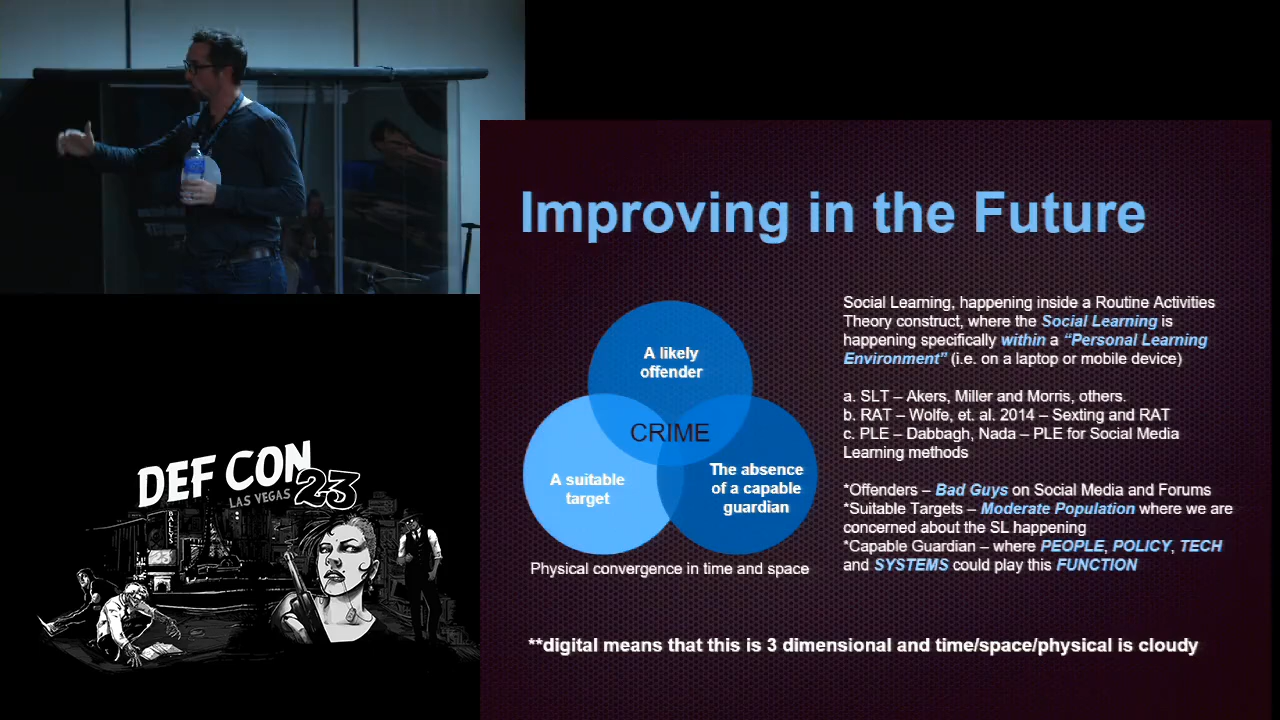 Improving in the Future
A likely
offender
CRIME
A suitable
target
The absence
of a capable
guardian
Physical convergence in time and space
Social Learning, happening inside a Routine Activities
Theory construct, where the Social Learning is
happening specifically within a “Personal Learning
Environment” (i.e. on a laptop or mobile device)
a. SLT – Akers, Miller and Morris, others.
b. RAT – Wolfe, et. al. 2014 – Sexting and RAT
c. PLE – Dabbagh, Nada – PLE for Social Media
Learning methods
*Offenders – Bad Guys on Social Media and Forums
*Suitable Targets – Moderate Population where we are
concerned about the SL happening
*Capable Guardian – where PEOPLE, POLICY, TECH
and SYSTEMS could play this FUNCTION
**digital means that this is 3 dimensional and time/space/physical is cloudy
DEF CON
LAS VEGAS 23
BALLYS
23